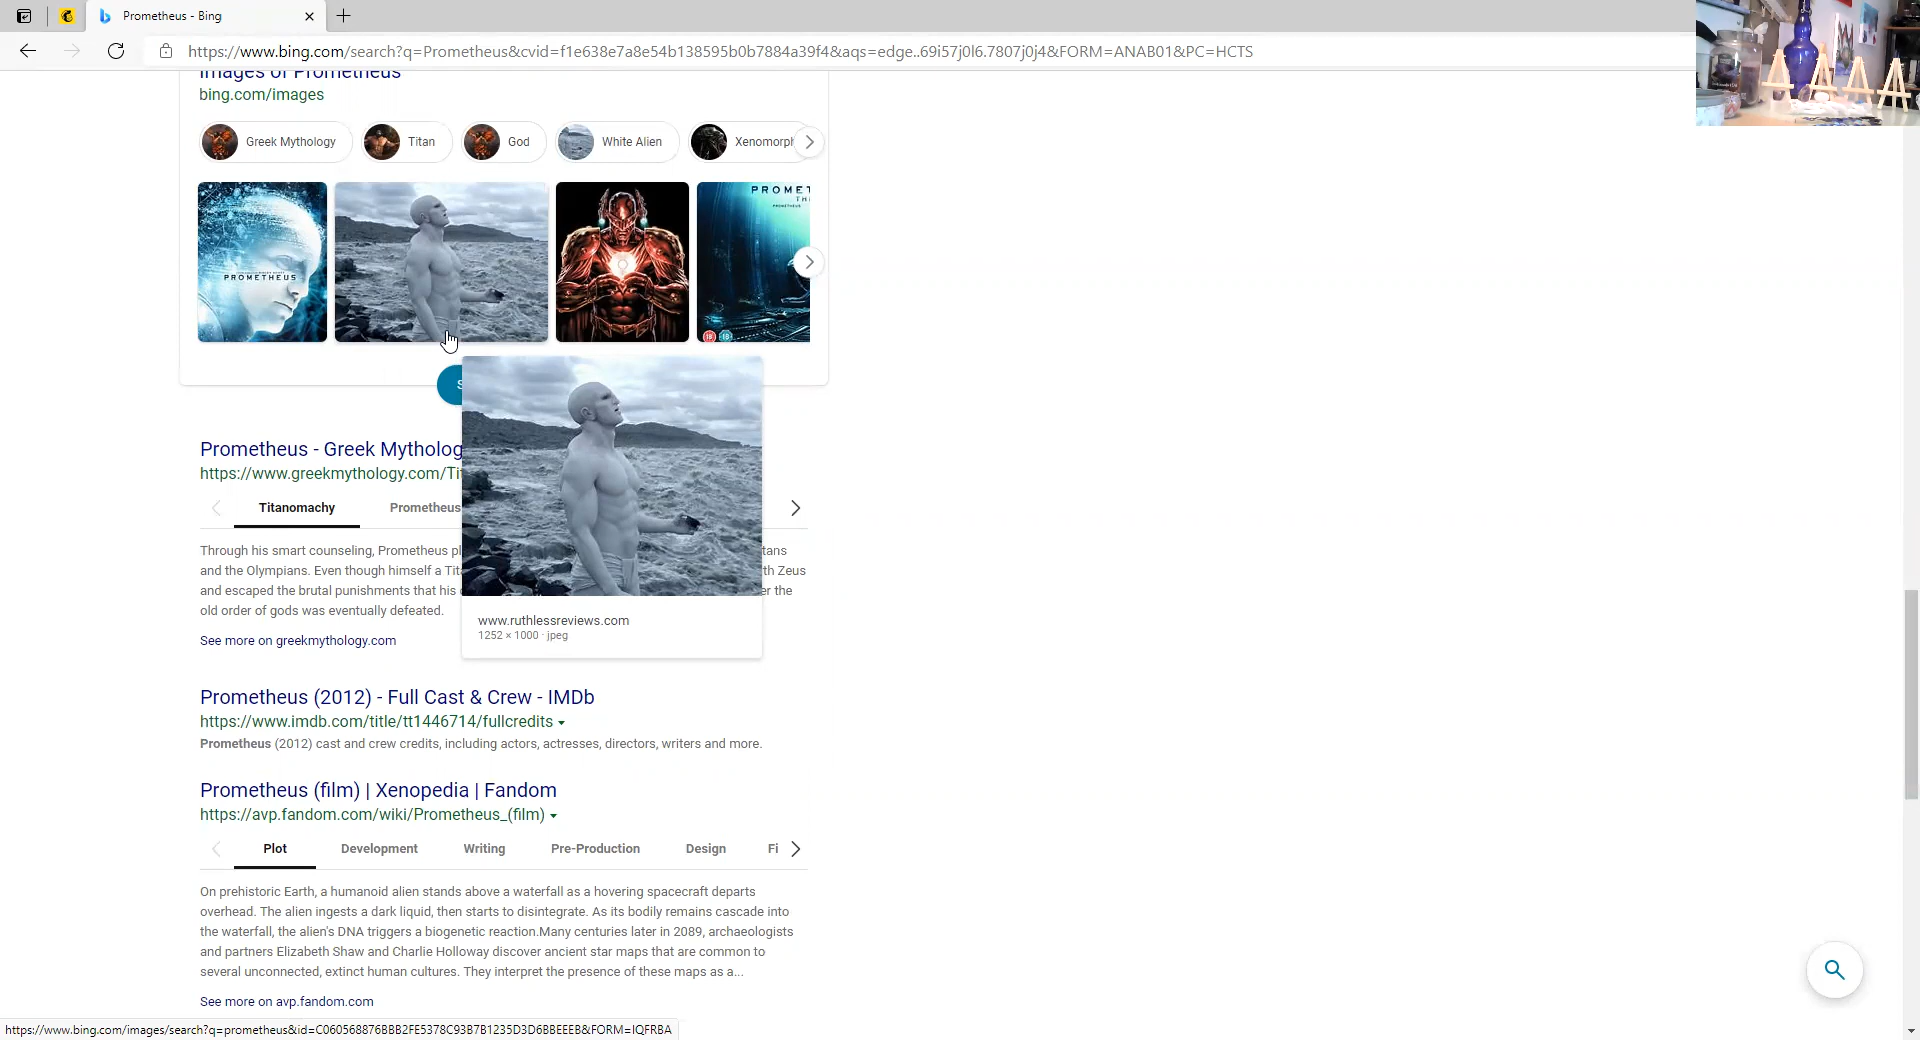 Prometheus - Bing
https://www.bing.com/search?q=Prometheus&cvid=f1e638e7a8e54b138595b0b7884a39f4&aqs=edge..69i57j0l6.7807j0j4&FORM=ANAB01&PC=HCTS
Images of Prometheus
bing.com/images
Greek Mythology
Titan
God
White Alien
Xenomorph
PROMETHEUS
PROMET
TH
PROMETHEUS
18
S
Prometheus - Greek Mytholog
https://www.greekmythology.com/Tit
Titanomachy Prometheus
Through his smart counseling, Prometheus pl tans
and the Olympians. Even though himself a Tita th Zeus
and escaped the brutal punishments that his er the
old order of gods was eventually defeated.
See more on greekmythology.com
www.ruthlessreviews.com
1252 × 1000 · jpeg
Prometheus (2012) - Full Cast & Crew - IMDb
https://www.imdb.com/title/tt1446714/fullcredits
Prometheus (2012) cast and crew credits, including actors, actresses, directors, writers and more.
Prometheus (film) | Xenopedia | Fandom
https://avp.fandom.com/wiki/Prometheus_(film)
Plot Development Writing Pre-Production Design Fi
On prehistoric Earth, a humanoid alien stands above a waterfall as a hovering spacecraft departs
overhead. The alien ingests a dark liquid, then starts to disintegrate. As its bodily remains cascade into
the waterfall, the alien's DNA triggers a biogenetic reaction.Many centuries later in 2089, archaeologists
and partners Elizabeth Shaw and Charlie Holloway discover ancient star maps that are common to
several unconnected, extinct human cultures. They interpret the presence of these maps as a...
See more on avp.fandom.com
https://www.bing.com/images/search?q=prometheus&id=C060568876BBB2FE5378C93B7B1235D3D6BBEEEB&FORM=IQFRBA